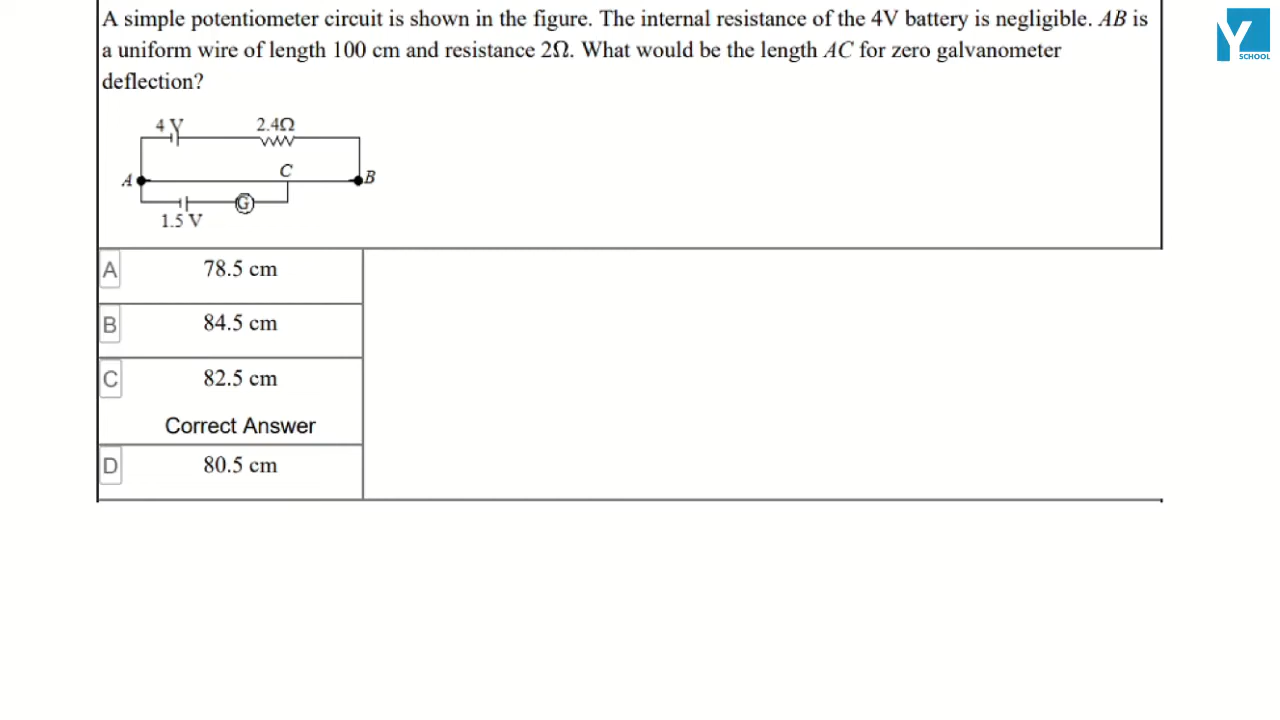 A simple potentiometer circuit is shown in the figure. The internal resistance of the 4V battery is negligible. AB is
a uniform wire of length 100 cm and resistance 2Ω. What would be the length AC for zero galvanometer
deflection?
Y
SCHOOL
4 V
2.4Ω
C
A
B
G
1.5 V
A 78.5 cm
B 84.5 cm
C 82.5 cm
Correct Answer
D 80.5 cm